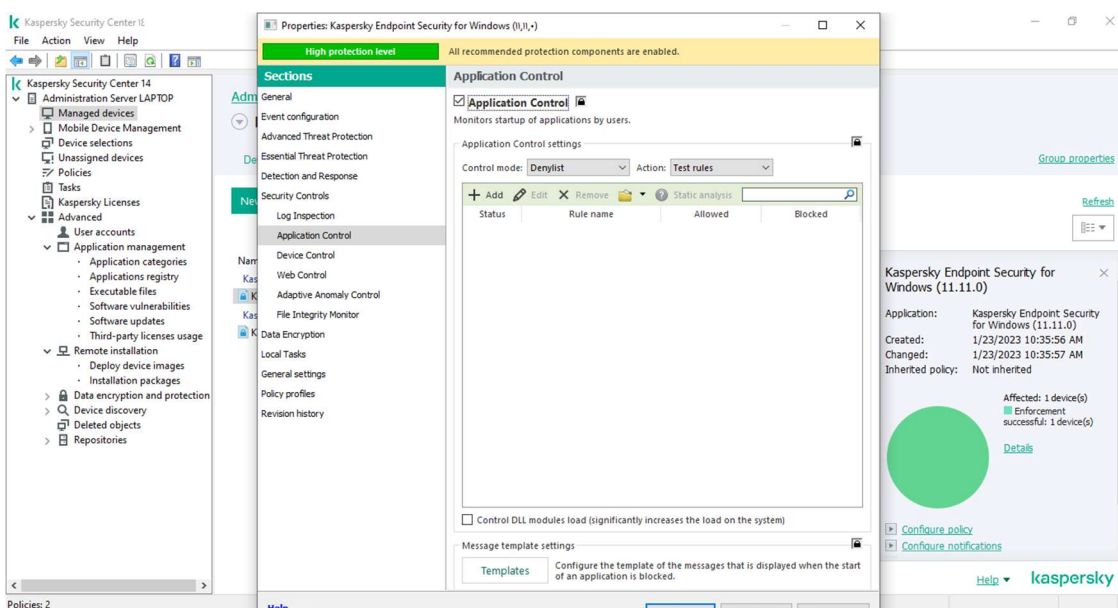 Kaspersky Security Center 1
File Action View Help
Kaspersky Security Center 14
Administration Server LAPTOP
Managed devices
Mobile Device Management
Device selections
Unassigned devices
Policies
Tasks
Kaspersky Licenses
Advanced
User accounts
Application management
Application categories
Applications registry
Executable files
Software vulnerabilities
Software updates
Third-party licenses usage
Remote installation
Deploy device images
Installation packages
Data encryption and protection
Device discovery
Deleted objects
Repositories
Policies: 2
Adm
De
New
Nam
Kas
K
Kas
K
Properties: Kaspersky Endpoint Security for Windows (11,11,•)
High protection level
All recommended protection components are enabled.
Sections
General
Event configuration
Advanced Threat Protection
Essential Threat Protection
Detection and Response
Security Controls
Log Inspection
Application Control
Device Control
Web Control
Adaptive Anomaly Control
File Integrity Monitor
Data Encryption
Local Tasks
General settings
Policy profiles
Revision history
Application Control
Application Control
Monitors startup of applications by users.
Application Control settings
Control mode: Denylist Action: Test rules
Add Edit Remove Static analysis
Status Rule name Allowed Blocked
Control DLL modules load (significantly increases the load on the system)
Message template settings
Templates
Configure the template of the messages that is displayed when the start
of an application is blocked.
Help
Group properties
Refresh
Kaspersky Endpoint Security for
Windows (11.11.0)
Application: Kaspersky Endpoint Security
for Windows (11.11.0)
Created: 1/23/2023 10:35:56 AM
Changed: 1/23/2023 10:35:57 AM
Inherited policy: Not inherited
Affected: 1 device(s)
Enforcement
successful: 1 device(s)
Details
Configure policy
Configure notifications
Help
kaspersky